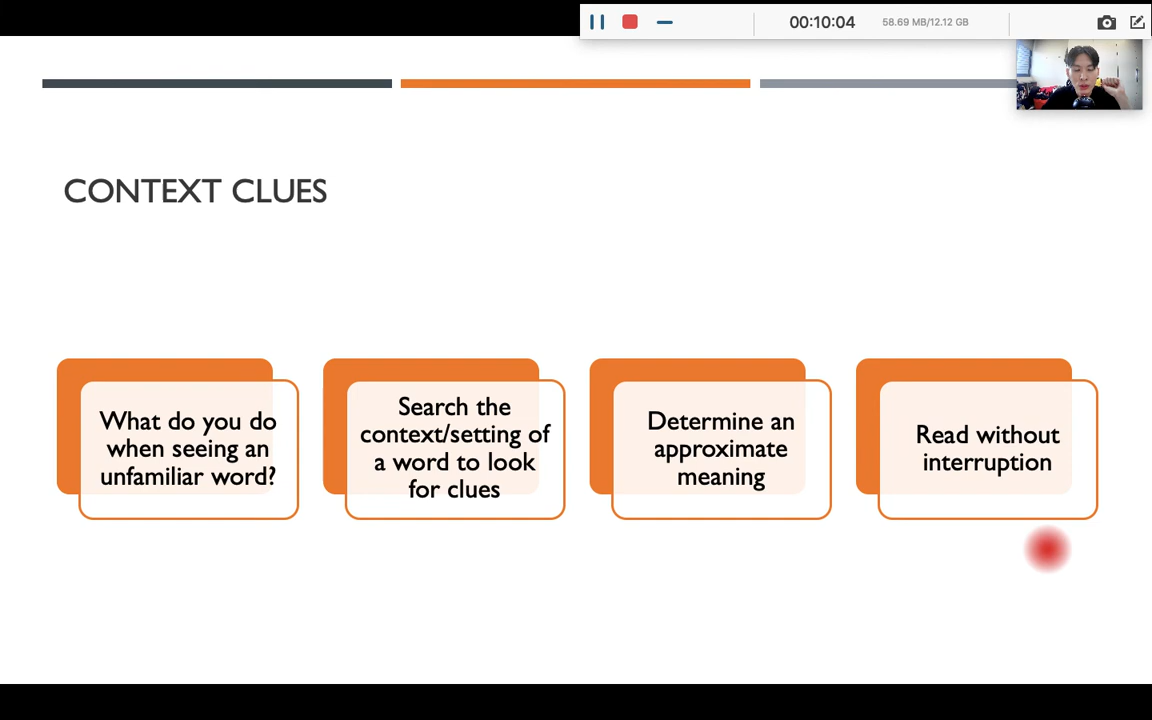 00:10:04
58.69 MB/12.12 GB
CONTEXT CLUES
What do you do
when seeing an
unfamiliar word?
Search the
context/setting of
a word to look
for clues
Determine an
approximate
meaning
Read without
interruption